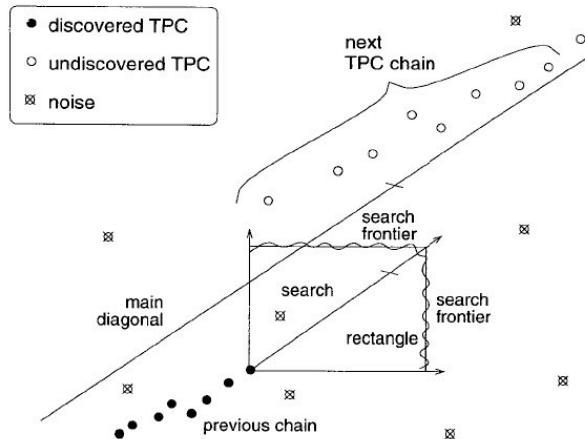 discovered TPC
undiscovered TPC
noise
next
TPC chain
search
frontier
main
diagonal
search
search
frontier
rectangle
previous chain